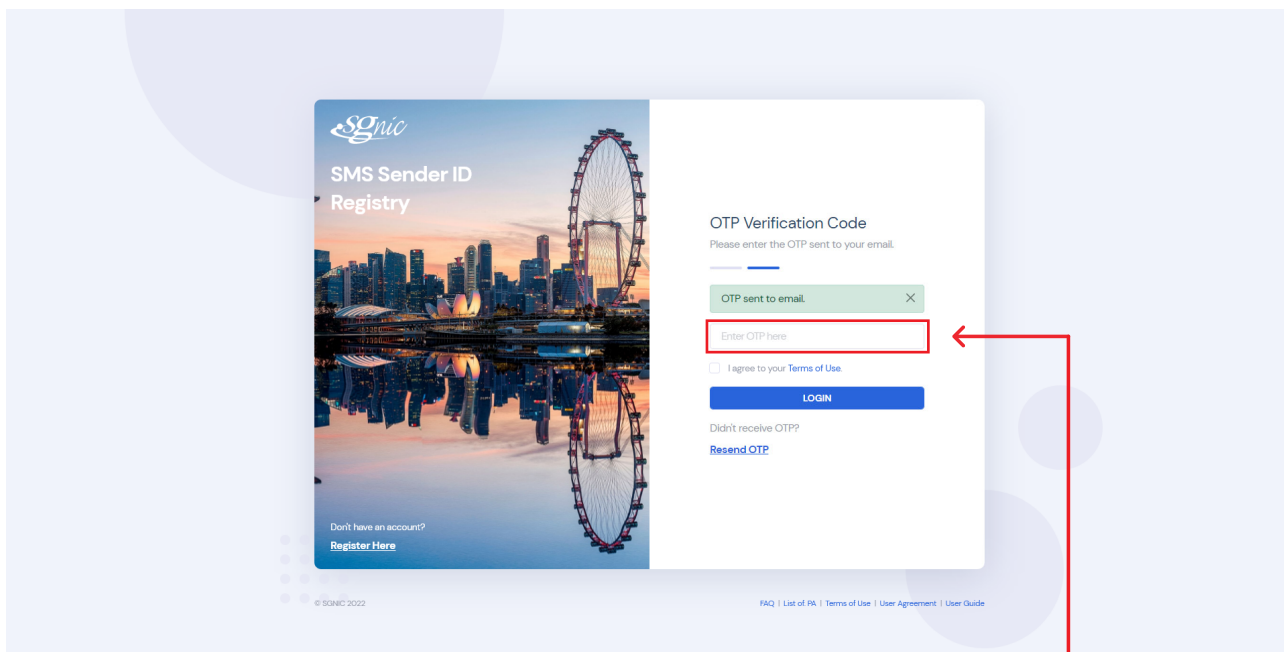 sgnic
SMS Sender ID
Registry
OTP Verification Code
Please enter the OTP sent to your email.
OTP sent to email.
Enter OTP here
I agree to your Terms of Use.
LOGIN
Didn't receive OTP?
Resend OTP
Don't have an account?
Register Here
© SGNIC 2022
FAQ | List of PA | Terms of Use | User Agreement | User Guide